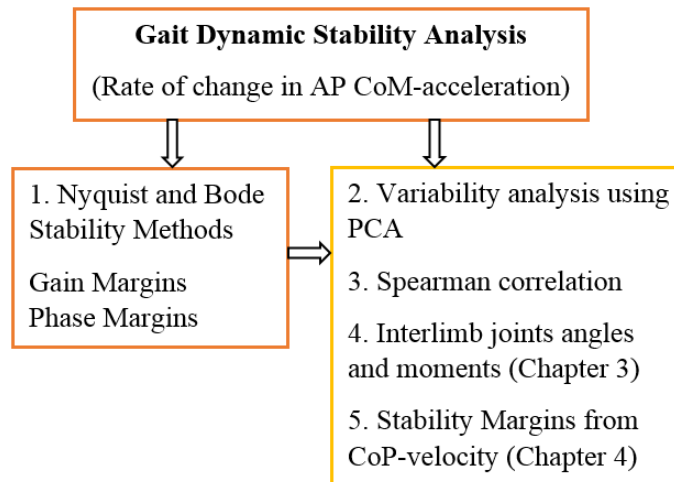 Gait Dynamic Stability Analysis
(Rate of change in AP CoM-acceleration)
1. Nyquist and Bode
Stability Methods
Gain Margins
Phase Margins
2. Variability analysis using
PCA
3. Spearman correlation
4. Interlimb joints angles
and moments (Chapter 3)
5. Stability Margins from
CoP-velocity (Chapter 4)